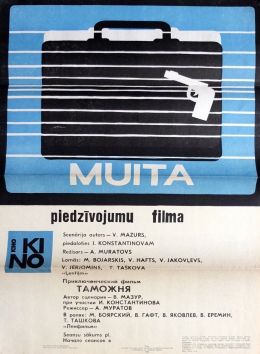 MUITA
piedzīvojumu filma
Scenārija autors — V. MAZURS,
piedaloties I. KONSTANTINOVAM
Režisors — A. MURATOVS
Lomās: M. BOJARSKIS, V. HAFTS, V. JAKOVĻEVS,
V. JERJOMINS, T. TAŠKOVA
«Ļenfilm»
KINO KINO
Приключенческий фильм
ТАМОЖНЯ
Автор сценария — В. МАЗУР,
при участии И. КОНСТАНТИНОВА
Режиссер — А. МУРАТОВ
В ролях: М. БОЯРСКИЙ, В. ГАФТ, В. ЯКОВЛЕВ, В. ЕРЕМИН,
Т. ТАШКОВА
«Ленфильм»
Seansu sākums pl.
Начало сеансов в